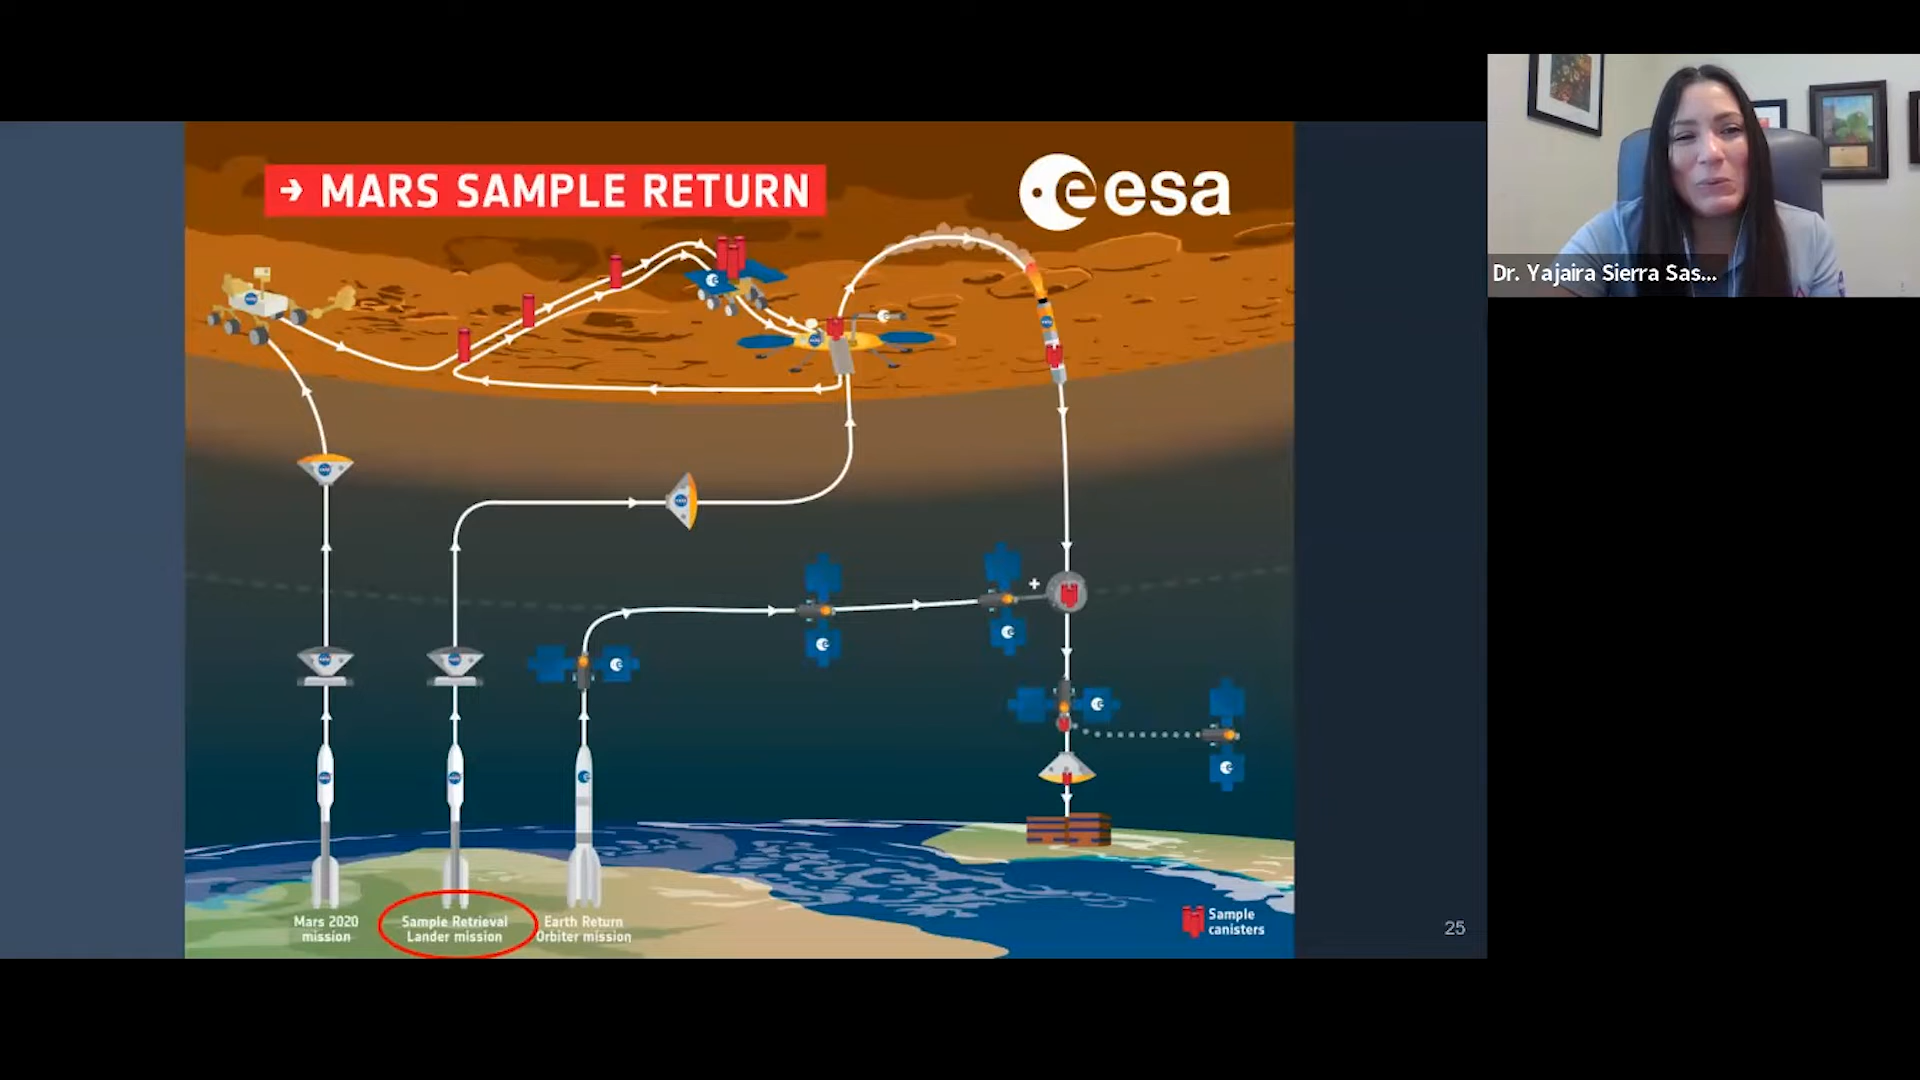 → MARS SAMPLE RETURN
esa
Dr. Yajaira Sierra Sas...
Mars 2020
mission
Sample Retrieval
Lander mission
Earth Return
Orbiter mission
Sample
canisters
25